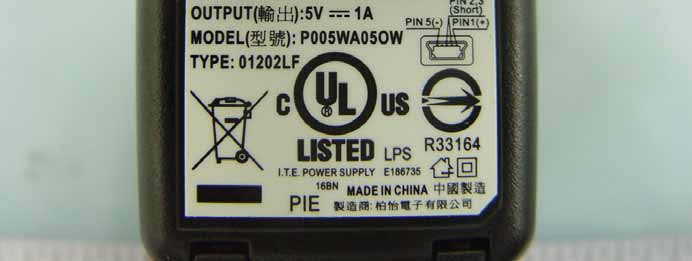 OUTPUT(輸出):5V ⎓ 1A
PIN 2,3
(Short)
PIN 5(-) PIN1(+)
MODEL(型號): P005WA05OW
TYPE: 01202LF
C UL US
®
LISTED LPS R33164
I.T.E. POWER SUPPLY E186735
16BN MADE IN CHINA 中國製造
PIE 製造商:柏怡電子有限公司